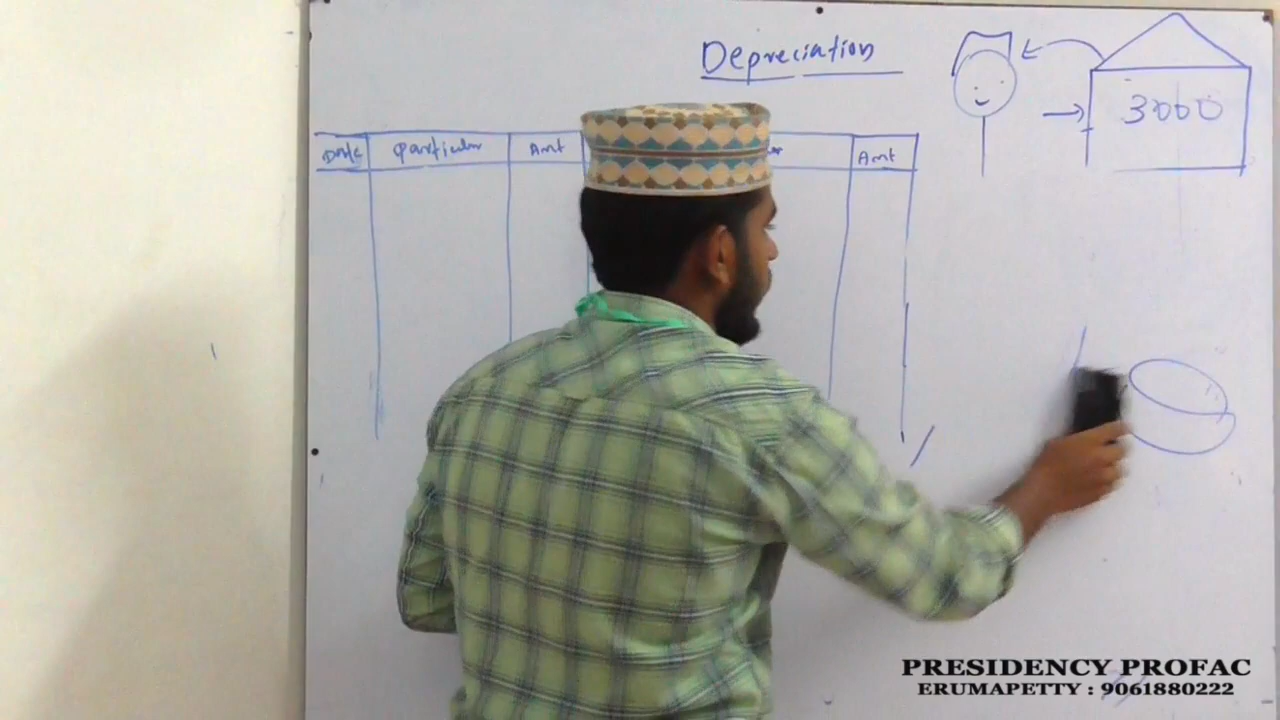 Depreciation
3000
Date Particular Amt Amt
PRESIDENCY PROFAC
ERUMAPETTY : 9061880222